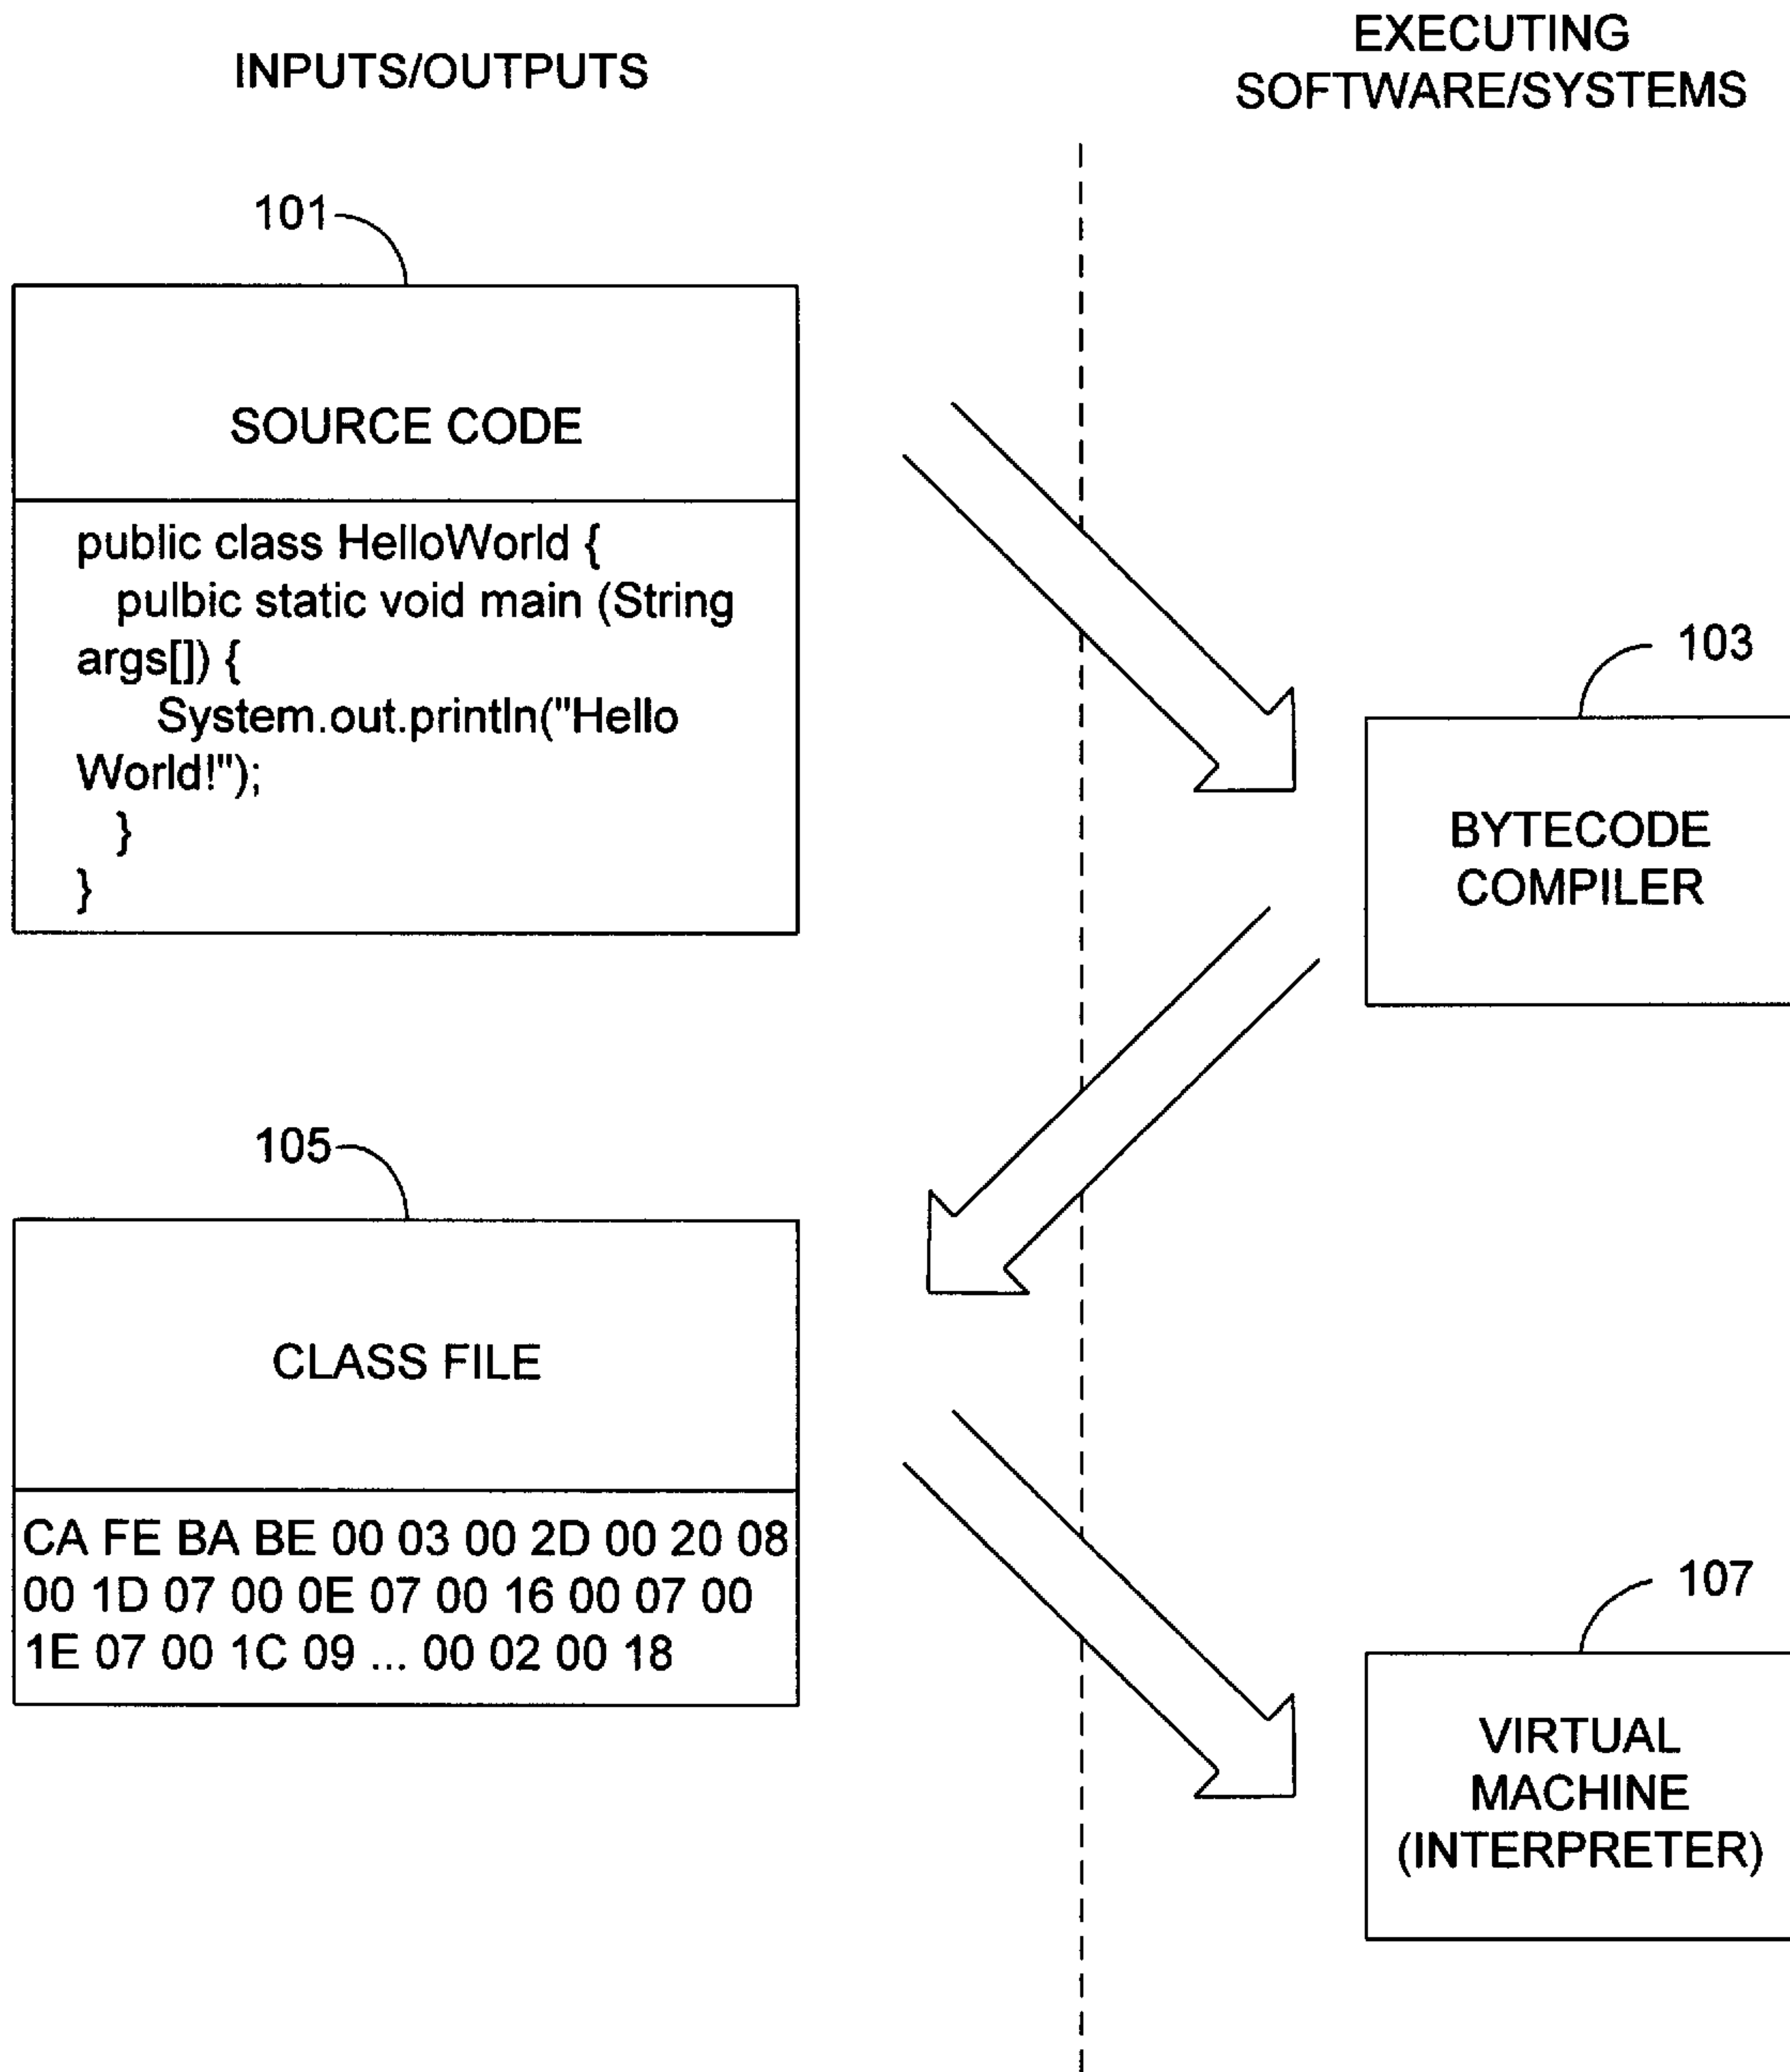 INPUTS/OUTPUTS
EXECUTING
SOFTWARE/SYSTEMS
101
SOURCE CODE
public class HelloWorld {
pulbic static void main (String
args[]) {
System.out.println("Hello
World!");
}
}
103
BYTECODE
COMPILER
105
CLASS FILE
CA FE BA BE 00 03 00 2D 00 20 08
00 1D 07 00 0E 07 00 16 00 07 00
1E 07 00 1C 09 ... 00 02 00 18
107
VIRTUAL
MACHINE
(INTERPRETER)